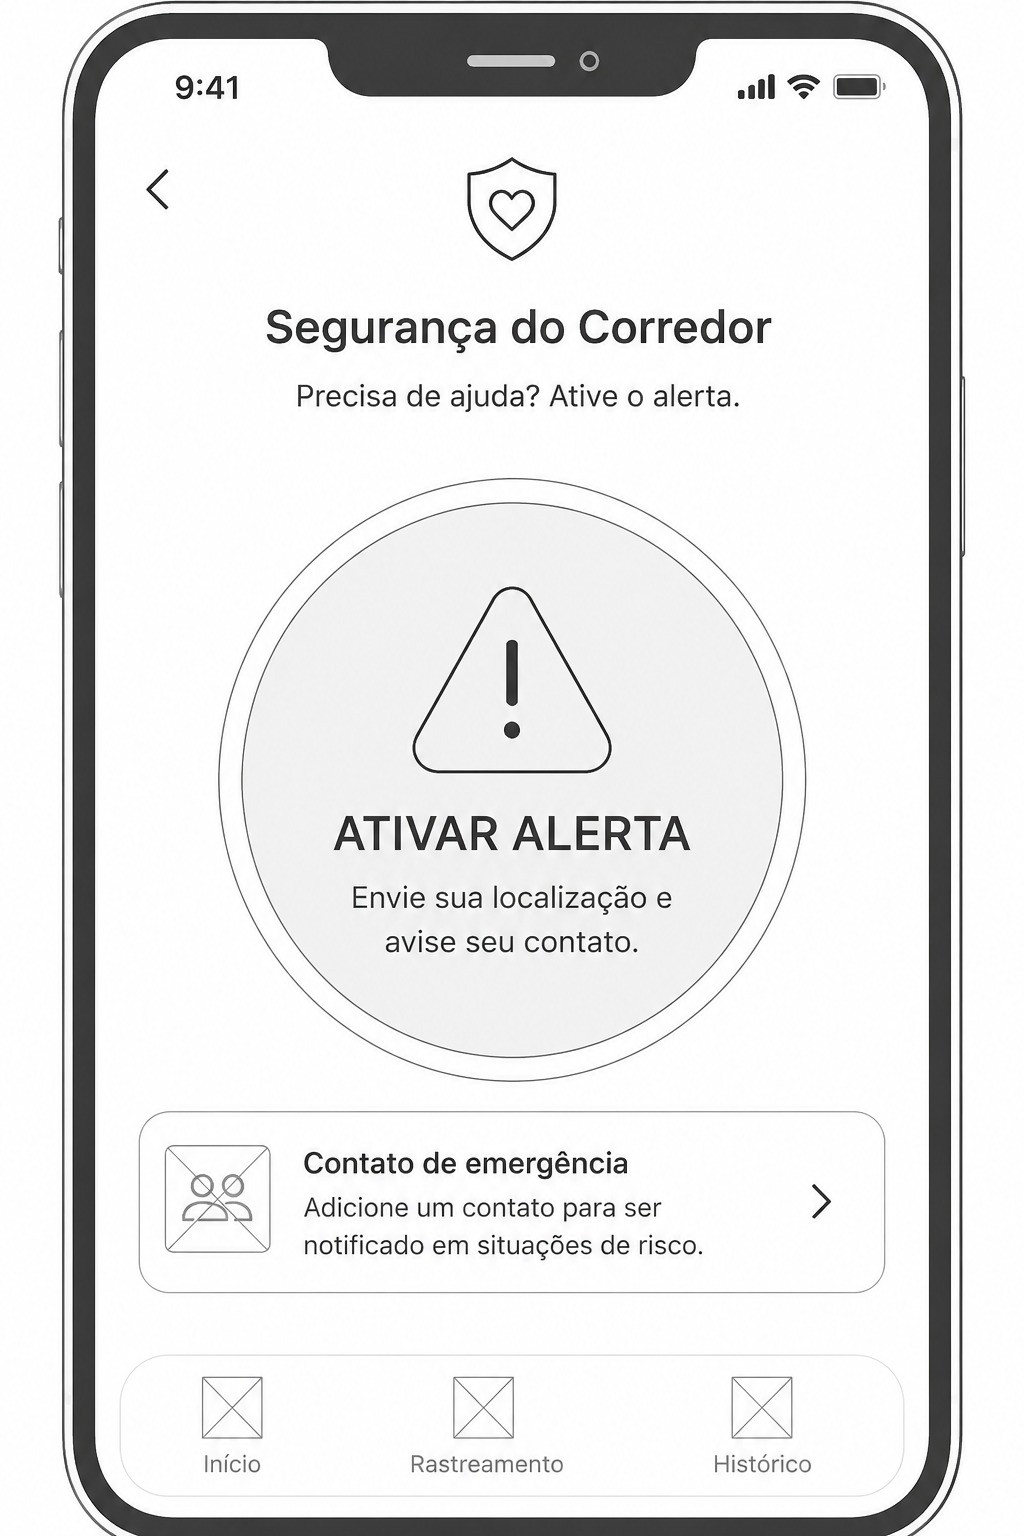 9:41
Segurança do Corredor
Precisa de ajuda? Ative o alerta.
ATIVAR ALERTA
Envie sua localização e
avise seu contato.
Contato de emergência
Adicione um contato para ser
notificado em situações de risco.
Início
Rastreamento
Histórico